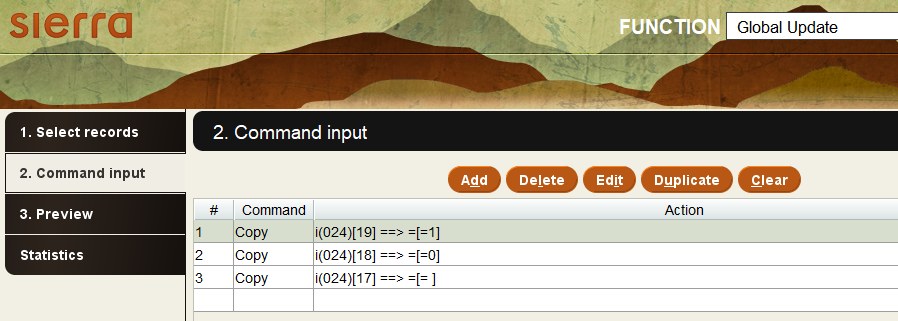 sierra
FUNCTION Global Update
1. Select records
2. Command input
3. Preview
Statistics
2. Command input
Add Delete Edit Duplicate Clear
# Command Action
1 Copy i(024)[19] ==> =[=1]
2 Copy i(024)[18] ==> =[=0]
3 Copy i(024)[17] ==> =[= ]